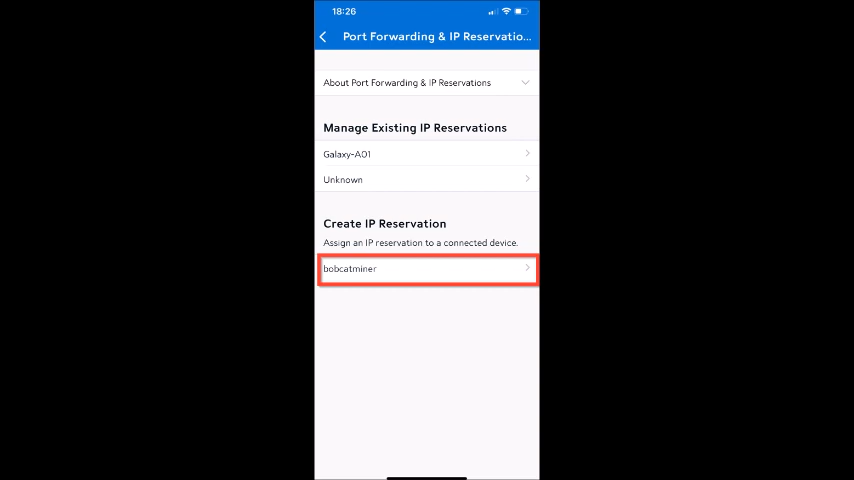 18:26
Port Forwarding & IP Reservatio...
About Port Forwarding & IP Reservations
Manage Existing IP Reservations
Galaxy-A01
Unknown
Create IP Reservation
Assign an IP reservation to a connected device.
bobcatminer